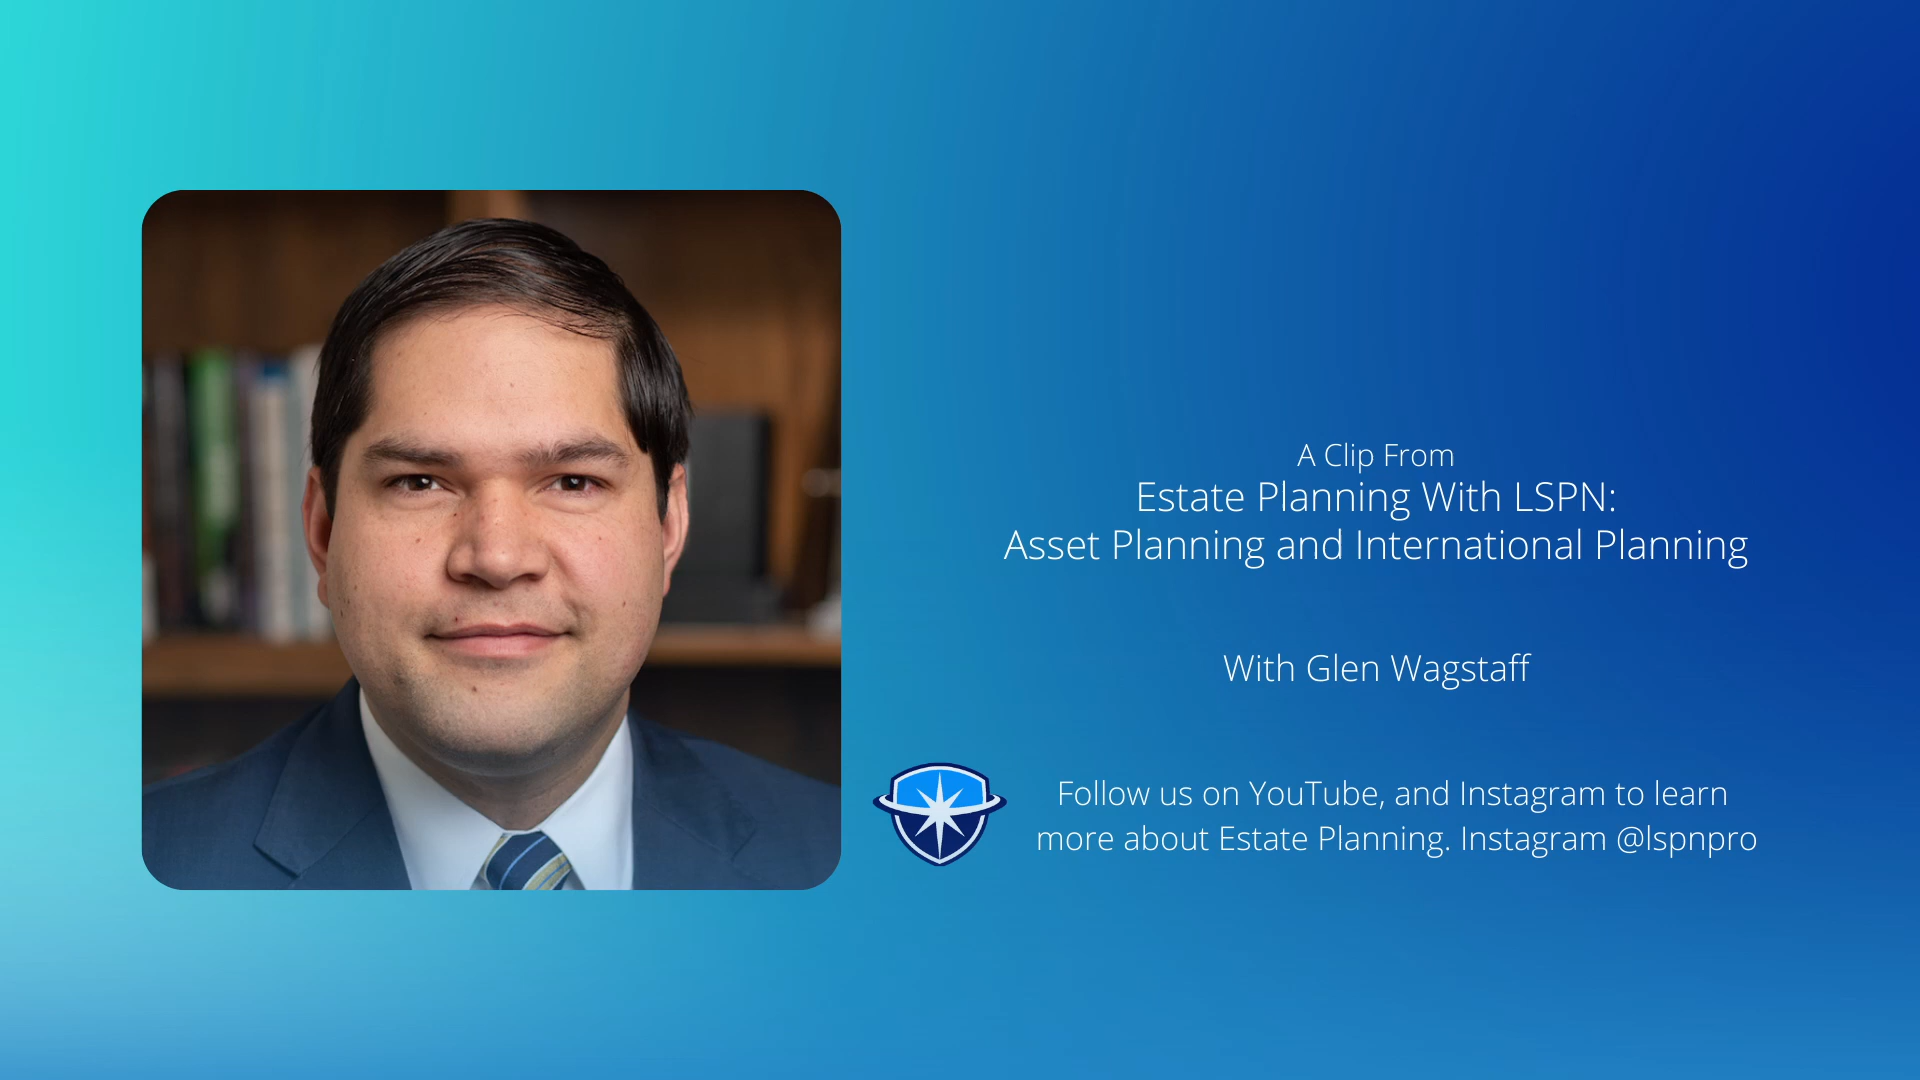 A Clip From
Estate Planning With LSPN:
Asset Planning and International Planning
With Glen Wagstaff
Follow us on YouTube, and Instagram to learn
more about Estate Planning. Instagram @lspnpro